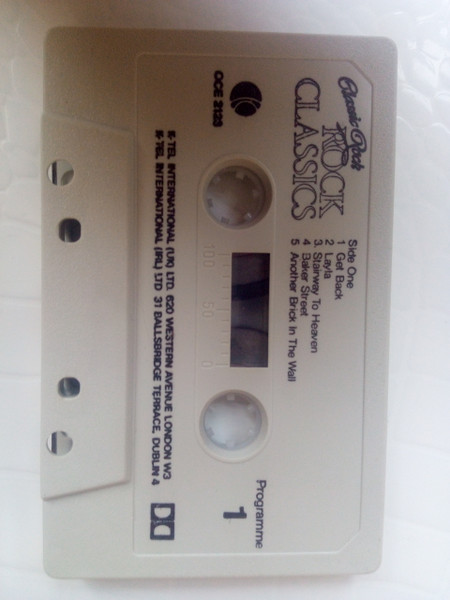 Classic Rock
ROCK
CLASSICS
Side One
1 Get Back
2 Layla
3. Stairway To Heaven
4 Baker Street
5 Another Brick In The Wall
OCE 2123
100 50 0
Programme
1
K-TEL INTERNATIONAL (UK) LTD. 620 WESTERN AVENUE LONDON W3
K-TEL INTERNATIONAL (IRL) LTD 31 BALLSBRIDGE TERRACE, DUBLIN 4